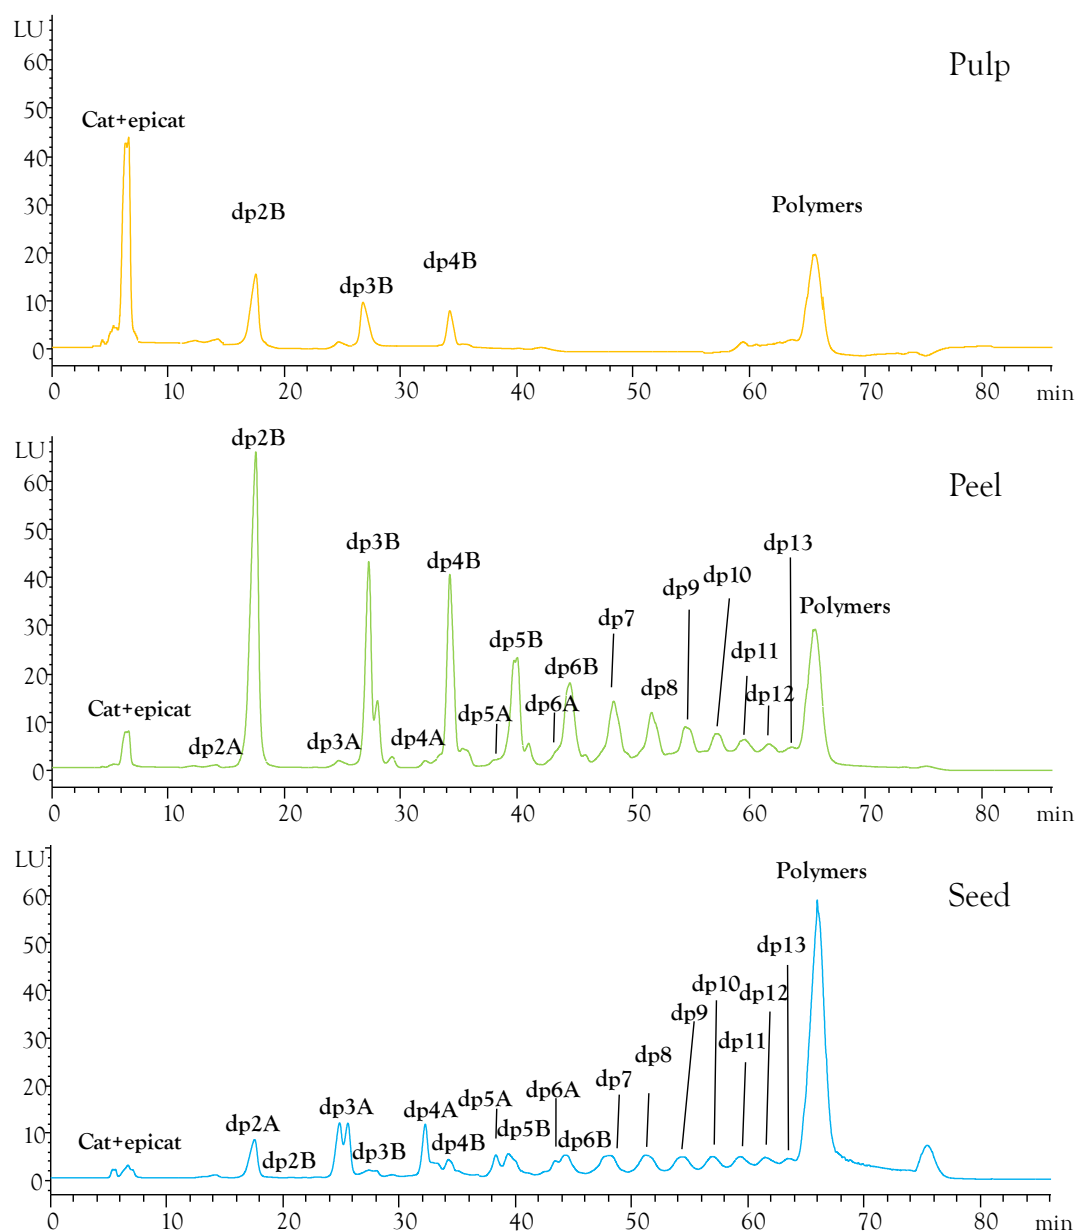 LU
60
50
40
30
20
10
0
Pulp
Cat+epicat
dp2B
dp3B
dp4B
Polymers
0 10 20 30 40 50 60 70 80 min
LU
60
50
40
30
20
10
0
Peel
dp2B
dp3B
dp4B
dp13
dp10
dp9
dp7
Polymers
dp5B
dp11
dp6B
dp8
dp12
Cat+epicat
dp5A
dp6A
dp2A
dp3A
dp4A
0 10 20 30 40 50 60 70 80 min
LU
60
50
40
30
20
10
0
Seed
Polymers
dp13
dp10
dp12
dp9
dp11
dp8
dp7
dp6A
dp5A
dp3A
dp4A
dp2A
dp5B
dp6B
dp4B
Cat+epicat
dp3B
dp2B
0 10 20 30 40 50 60 70 80 min